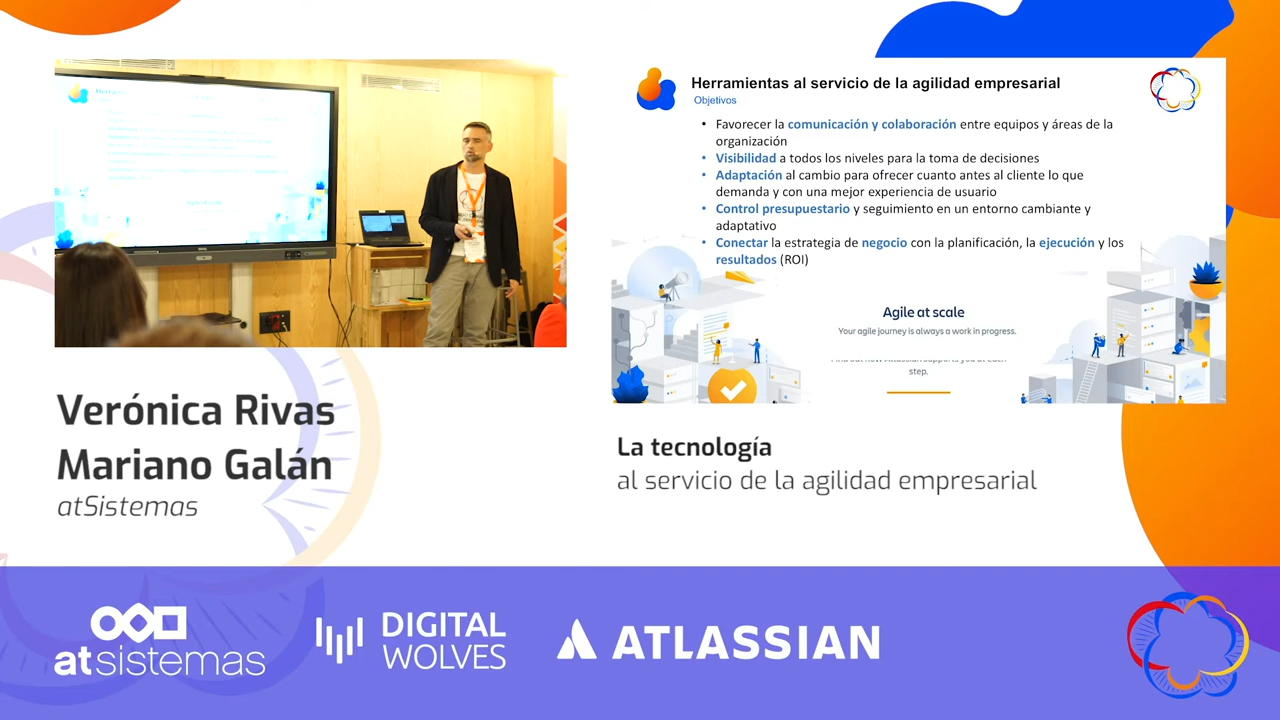 Herramientas al servicio de la agilidad empresarial
Objetivos
• Favorecer la comunicación y colaboración entre equipos y áreas de la
organización
• Visibilidad a todos los niveles para la toma de decisiones
• Adaptación al cambio para ofrecer cuanto antes al cliente lo que
demanda y con una mejor experiencia de usuario
• Control presupuestario y seguimiento en un entorno cambiante y
adaptativo
• Conectar la estrategia de negocio con la planificación, la ejecución y los
resultados (ROI)
Agile at scale
Your agile journey is always a work in progress.
step.
Verónica Rivas
Mariano Galán
atSistemas
La tecnología
al servicio de la agilidad empresarial
atsistemas
DIGITAL
WOLVES
ATLASSIAN